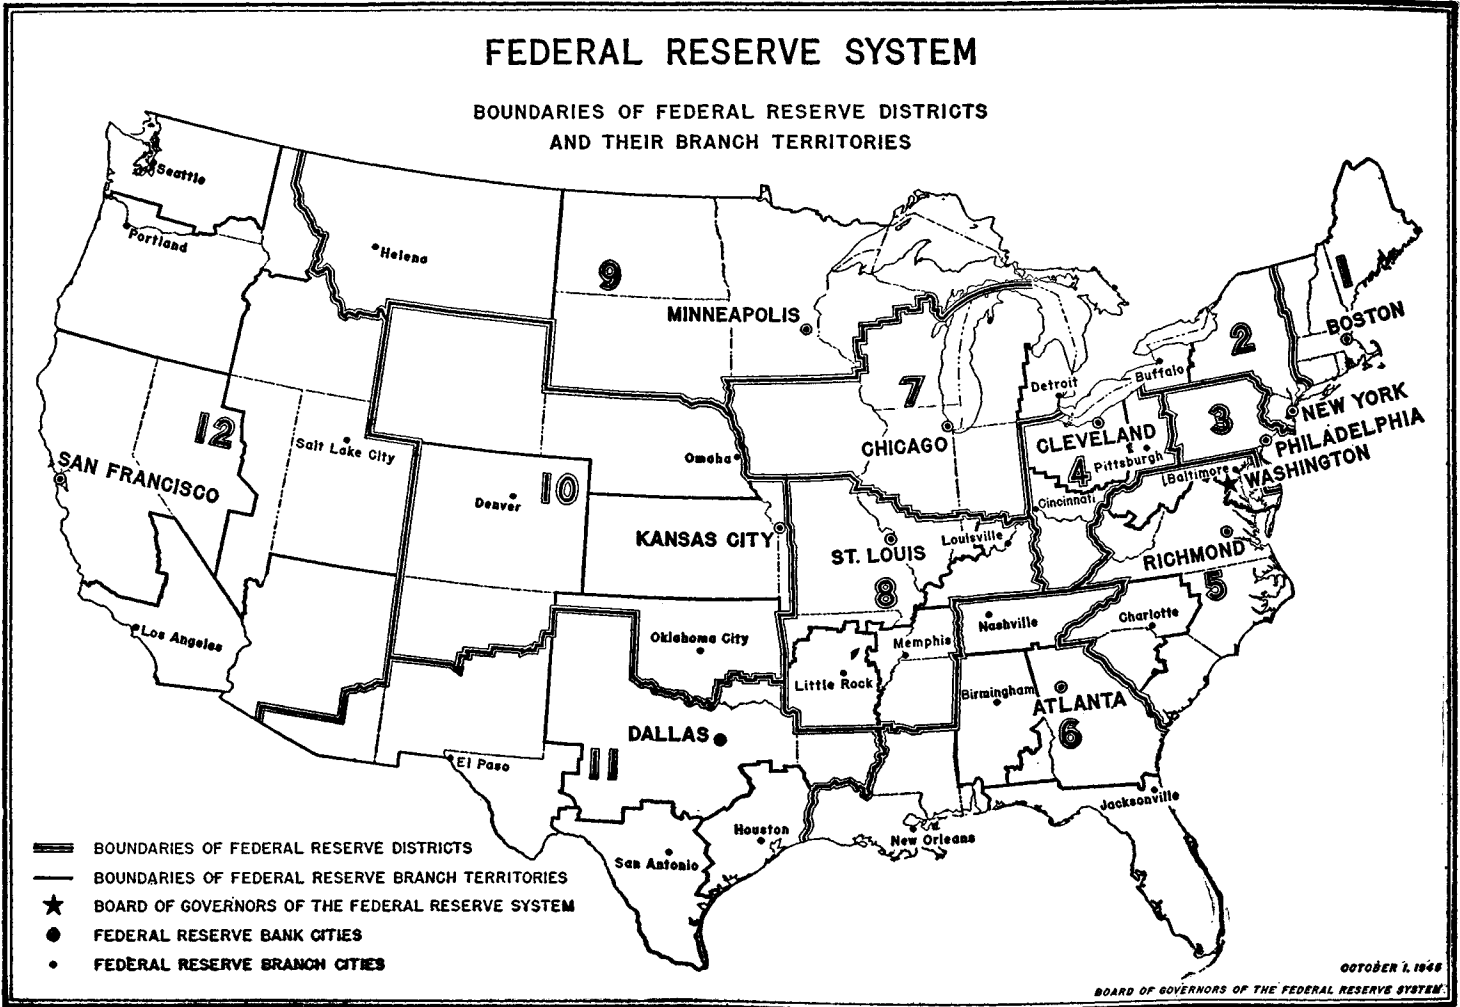 FEDERAL RESERVE SYSTEM
BOUNDARIES OF FEDERAL RESERVE DISTRICTS
AND THEIR BRANCH TERRITORIES
Seattle
Portland
Helena
9
MINNEAPOLIS
1
BOSTON
2
Buffalo
Detroit
7
CHICAGO
NEW YORK
3
PHILADELPHIA
WASHINGTON
CLEVELAND
4
Pittsburgh
Baltimore
Cincinnati
12
Salt Lake City
SAN FRANCISCO
Omaha
Denver
10
KANSAS CITY
ST. LOUIS
8
Louisville
RICHMOND
5
Los Angeles
Oklahoma City
Memphis
Nashville
Charlotte
Little Rock
Birmingham
ATLANTA
6
DALLAS
11
El Paso
Houston
San Antonio
New Orleans
Jacksonville
BOUNDARIES OF FEDERAL RESERVE DISTRICTS
BOUNDARIES OF FEDERAL RESERVE BRANCH TERRITORIES
BOARD OF GOVERNORS OF THE FEDERAL RESERVE SYSTEM
FEDERAL RESERVE BANK CITIES
FEDERAL RESERVE BRANCH CITIES
BOARD OF GOVERNORS OF THE FEDERAL RESERVE SYSTEM